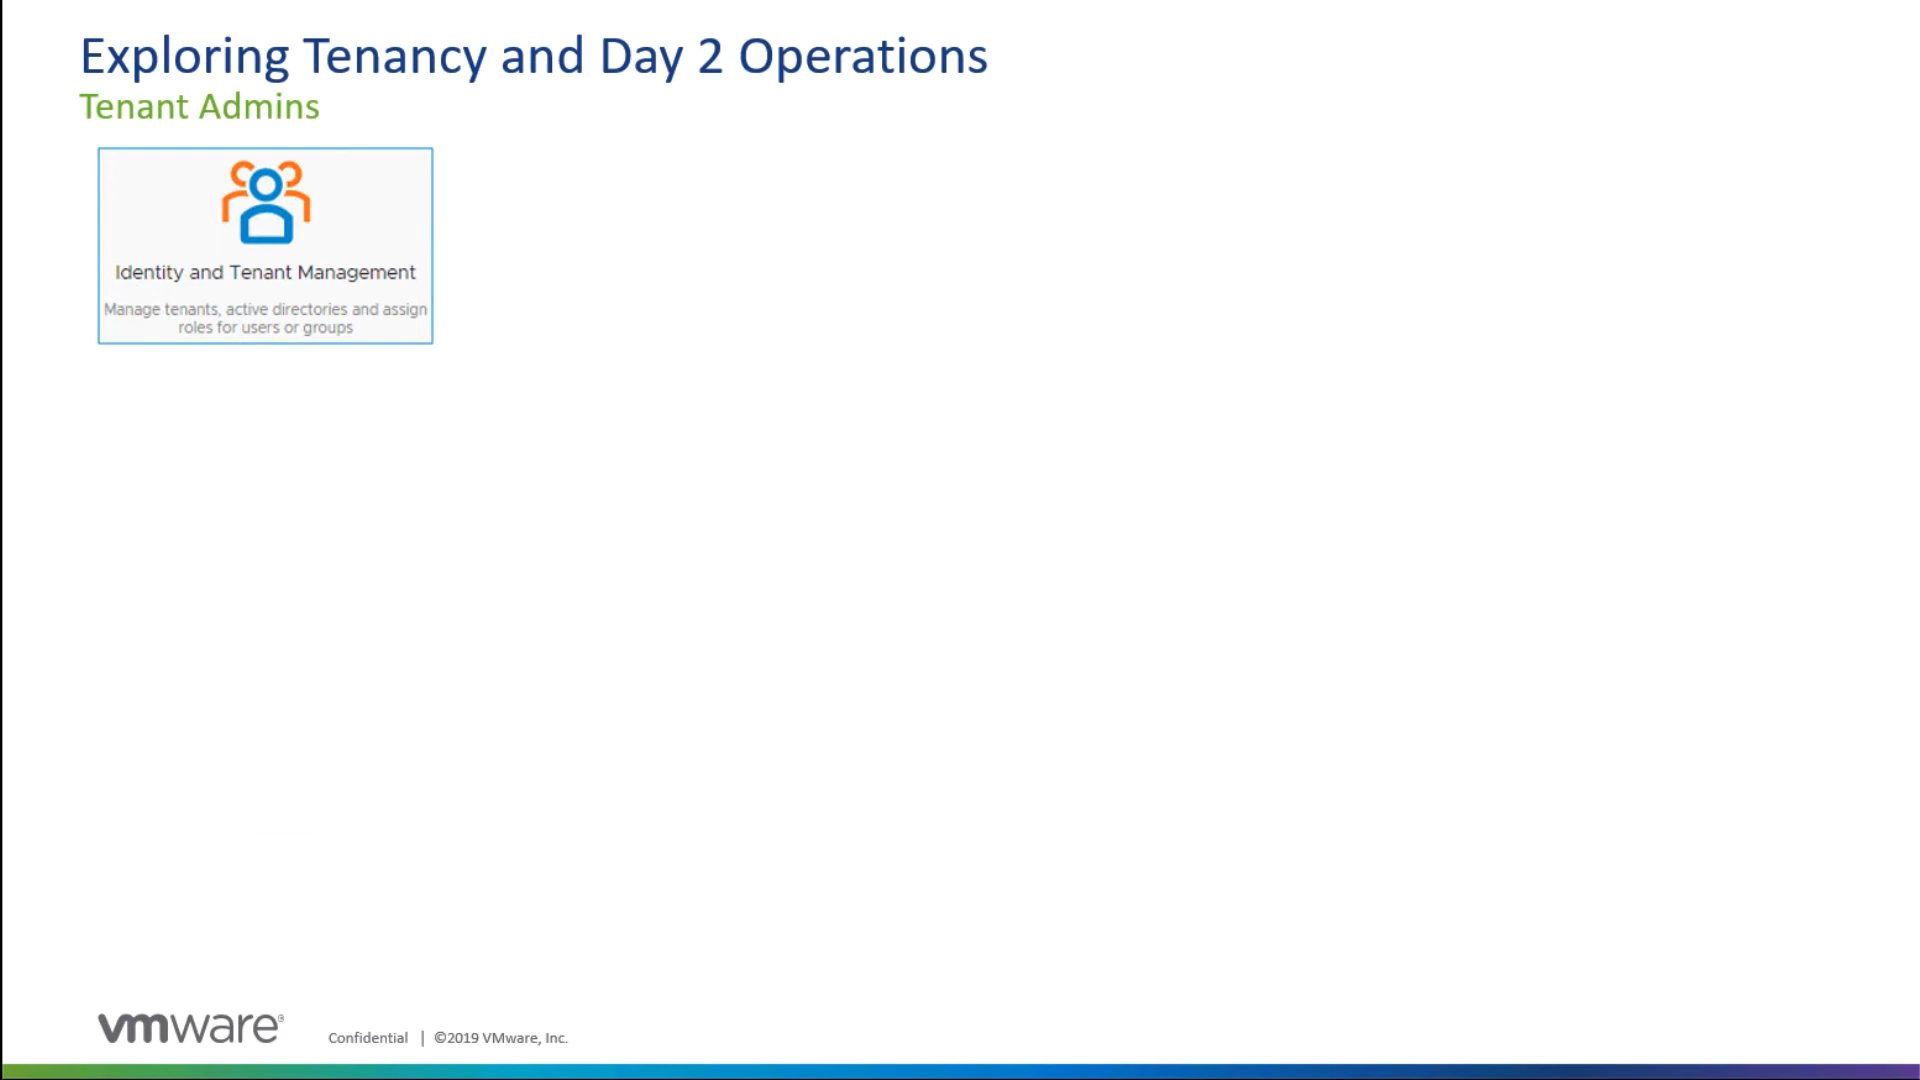 Exploring Tenancy and Day 2 Operations
Tenant Admins
Identity and Tenant Management
Manage tenants, active directories and assign
roles for users or groups
vmware®
Confidential | ©2019 VMware, Inc.